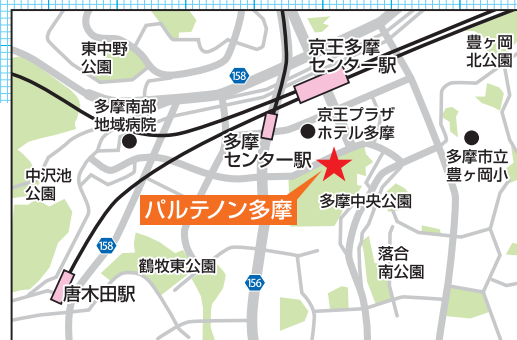 東中野
公園
158
京王多摩
センター駅
豊ヶ岡
北公園
多摩南部
地域病院
京王プラザ
ホテル多摩
多摩
センター駅
多摩市立
豊ヶ岡小
中沢池
公園
パルテノン多摩
多摩中央公園
158
鶴牧東公園
落合
南公園
156
唐木田駅